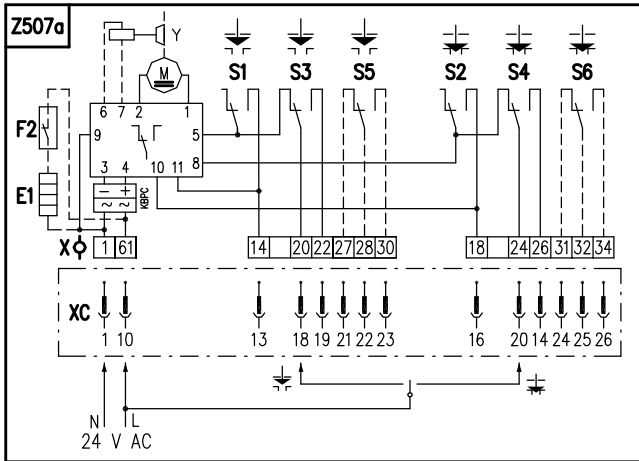 Z507a
Y
M
S1 S3 S5 S2 S4 S6
6 7 2 1
F2
9 5
8
3 4 10 11
E1
− +
~ ~
KBPC
X 1 61 14 20 22 27 28 30 18 24 26 31 32 34
XC
1 10 13 18 19 21 22 23 16 20 14 24 25 26
N L
24 V AC